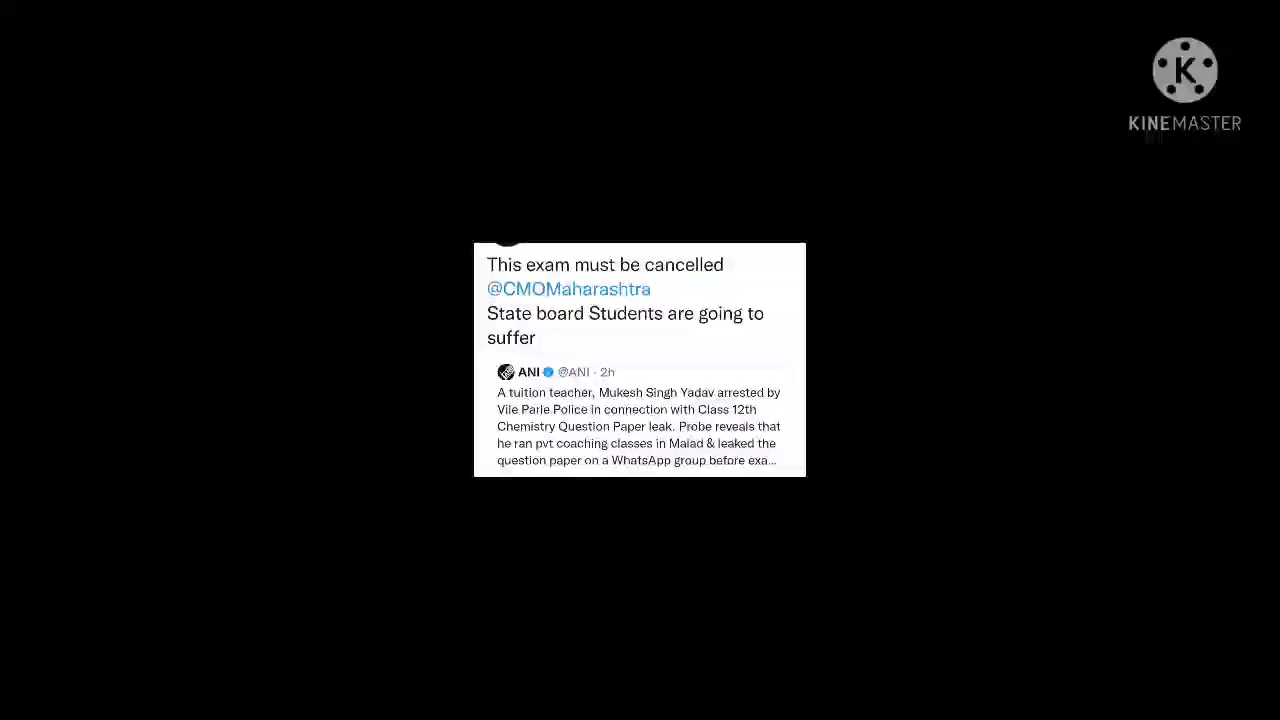 K
KINEMASTER
This exam must be cancelled
@CMOMaharashtra
State board Students are going to
suffer
ANI @ANI · 2h
A tuition teacher, Mukesh Singh Yadav arrested by
Vile Parle Police in connection with Class 12th
Chemistry Question Paper leak. Probe reveals that
he ran pvt coaching classes in Malad & leaked the
question paper on a WhatsApp group before exa...